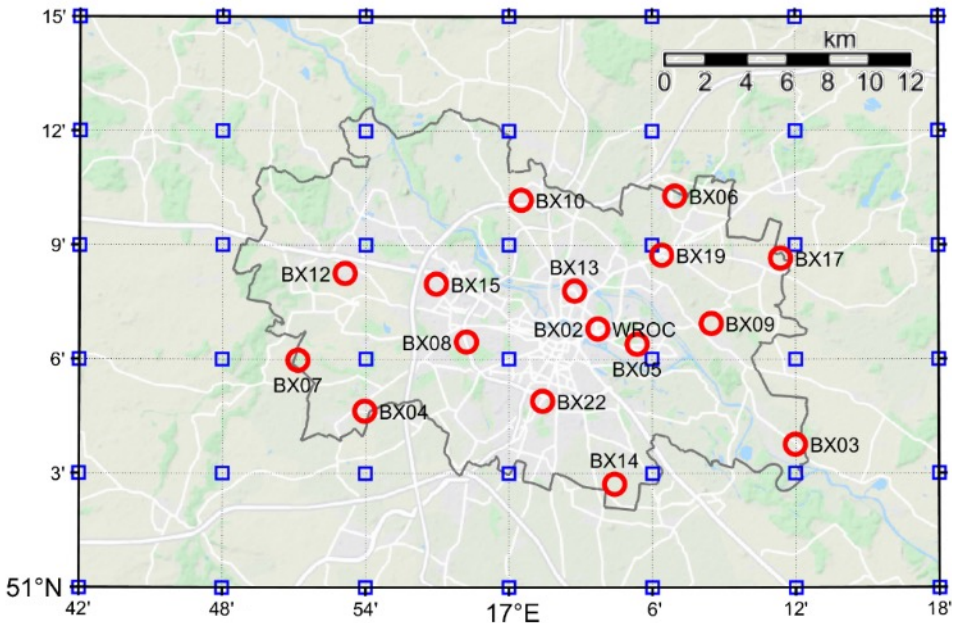 15'
km
0 2 4 6 8 10 12
12'
BX10
BX06
9'
BX19
BX17
BX12
BX15
BX13
BX02 WROC
BX09
BX08
BX05
6'
BX07
BX04
BX22
BX03
BX14
3'
51°N
42' 48' 54' 17°E 6' 12' 18'